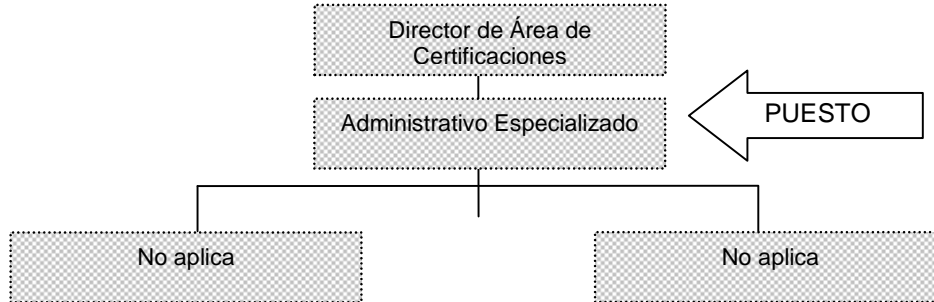 Director de Área de
Certificaciones
Administrativo Especializado
PUESTO
No aplica
No aplica